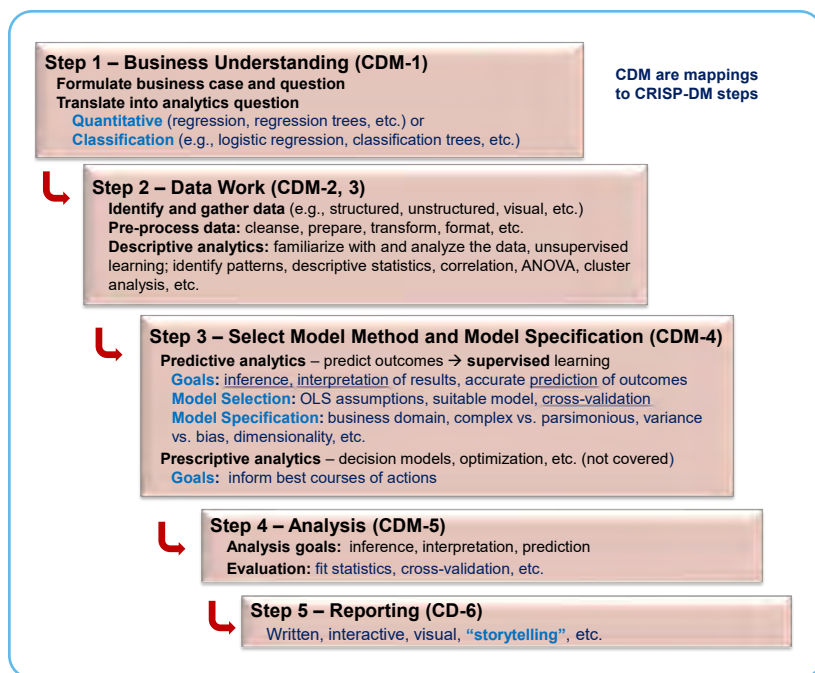 Step 1 – Business Understanding (CDM-1)
Formulate business case and question
Translate into analytics question
Quantitative (regression, regression trees, etc.) or
Classification (e.g., logistic regression, classification trees, etc.)
CDM are mappings
to CRISP-DM steps
Step 2 – Data Work (CDM-2, 3)
Identify and gather data (e.g., structured, unstructured, visual, etc.)
Pre-process data: cleanse, prepare, transform, format, etc.
Descriptive analytics: familiarize with and analyze the data, unsupervised
learning; identify patterns, descriptive statistics, correlation, ANOVA, cluster
analysis, etc.
Step 3 – Select Model Method and Model Specification (CDM-4)
Predictive analytics – predict outcomes → supervised learning
Goals: inference, interpretation of results, accurate prediction of outcomes
Model Selection: OLS assumptions, suitable model, cross-validation
Model Specification: business domain, complex vs. parsimonious, variance
vs. bias, dimensionality, etc.
Prescriptive analytics – decision models, optimization, etc. (not covered)
Goals: inform best courses of actions
Step 4 – Analysis (CDM-5)
Analysis goals: inference, interpretation, prediction
Evaluation: fit statistics, cross-validation, etc.
Step 5 – Reporting (CD-6)
Written, interactive, visual, “storytelling”, etc.